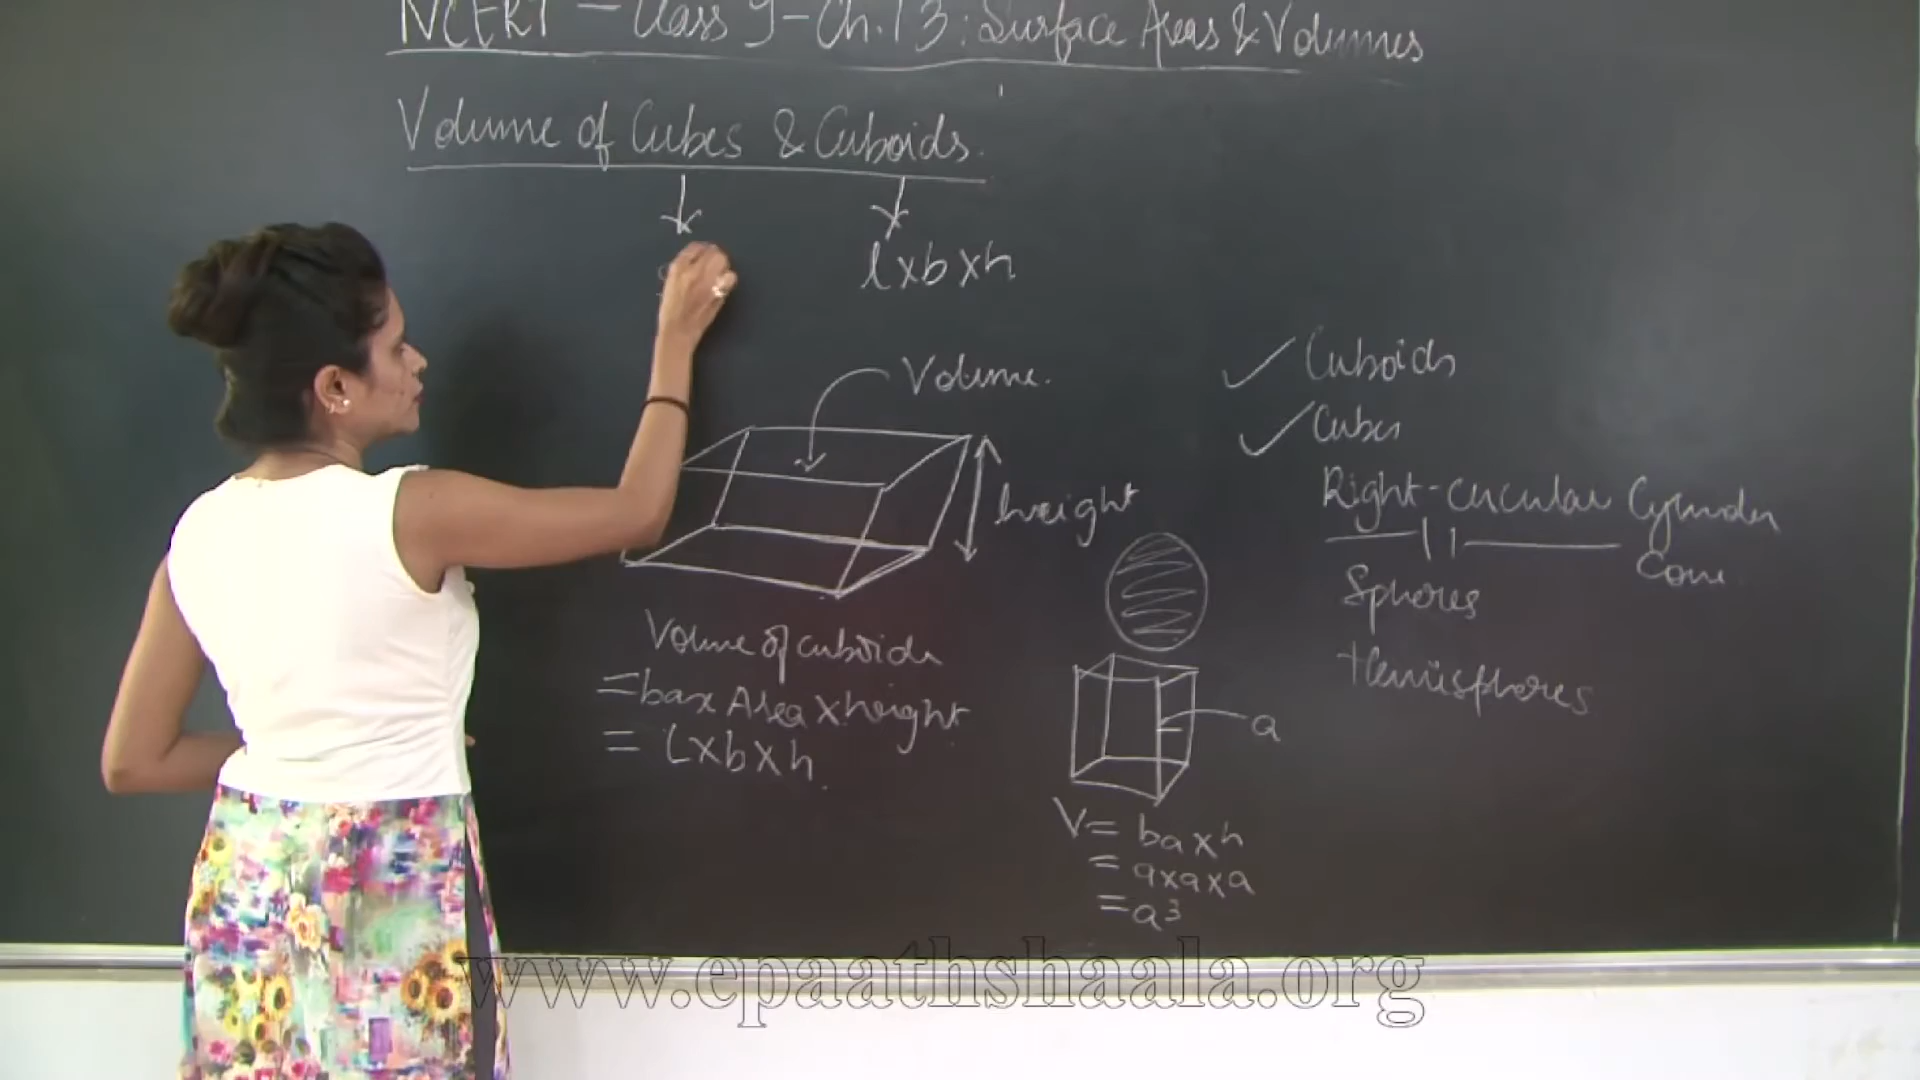 NCERT - Class 9 - Ch.13 : Surface Areas & Volumes
Volume of Cubes & Cuboids.
l×b×h
Volume.
height
Volume of cuboids
= bax Area × height
= l×b×h
a
V = ba×h
= a×a×a
= a³
✓ Cuboids
✓ Cubes
Right-circular Cylinder
Cone
Spheres
Hemispheres
www.epaathshaala.org